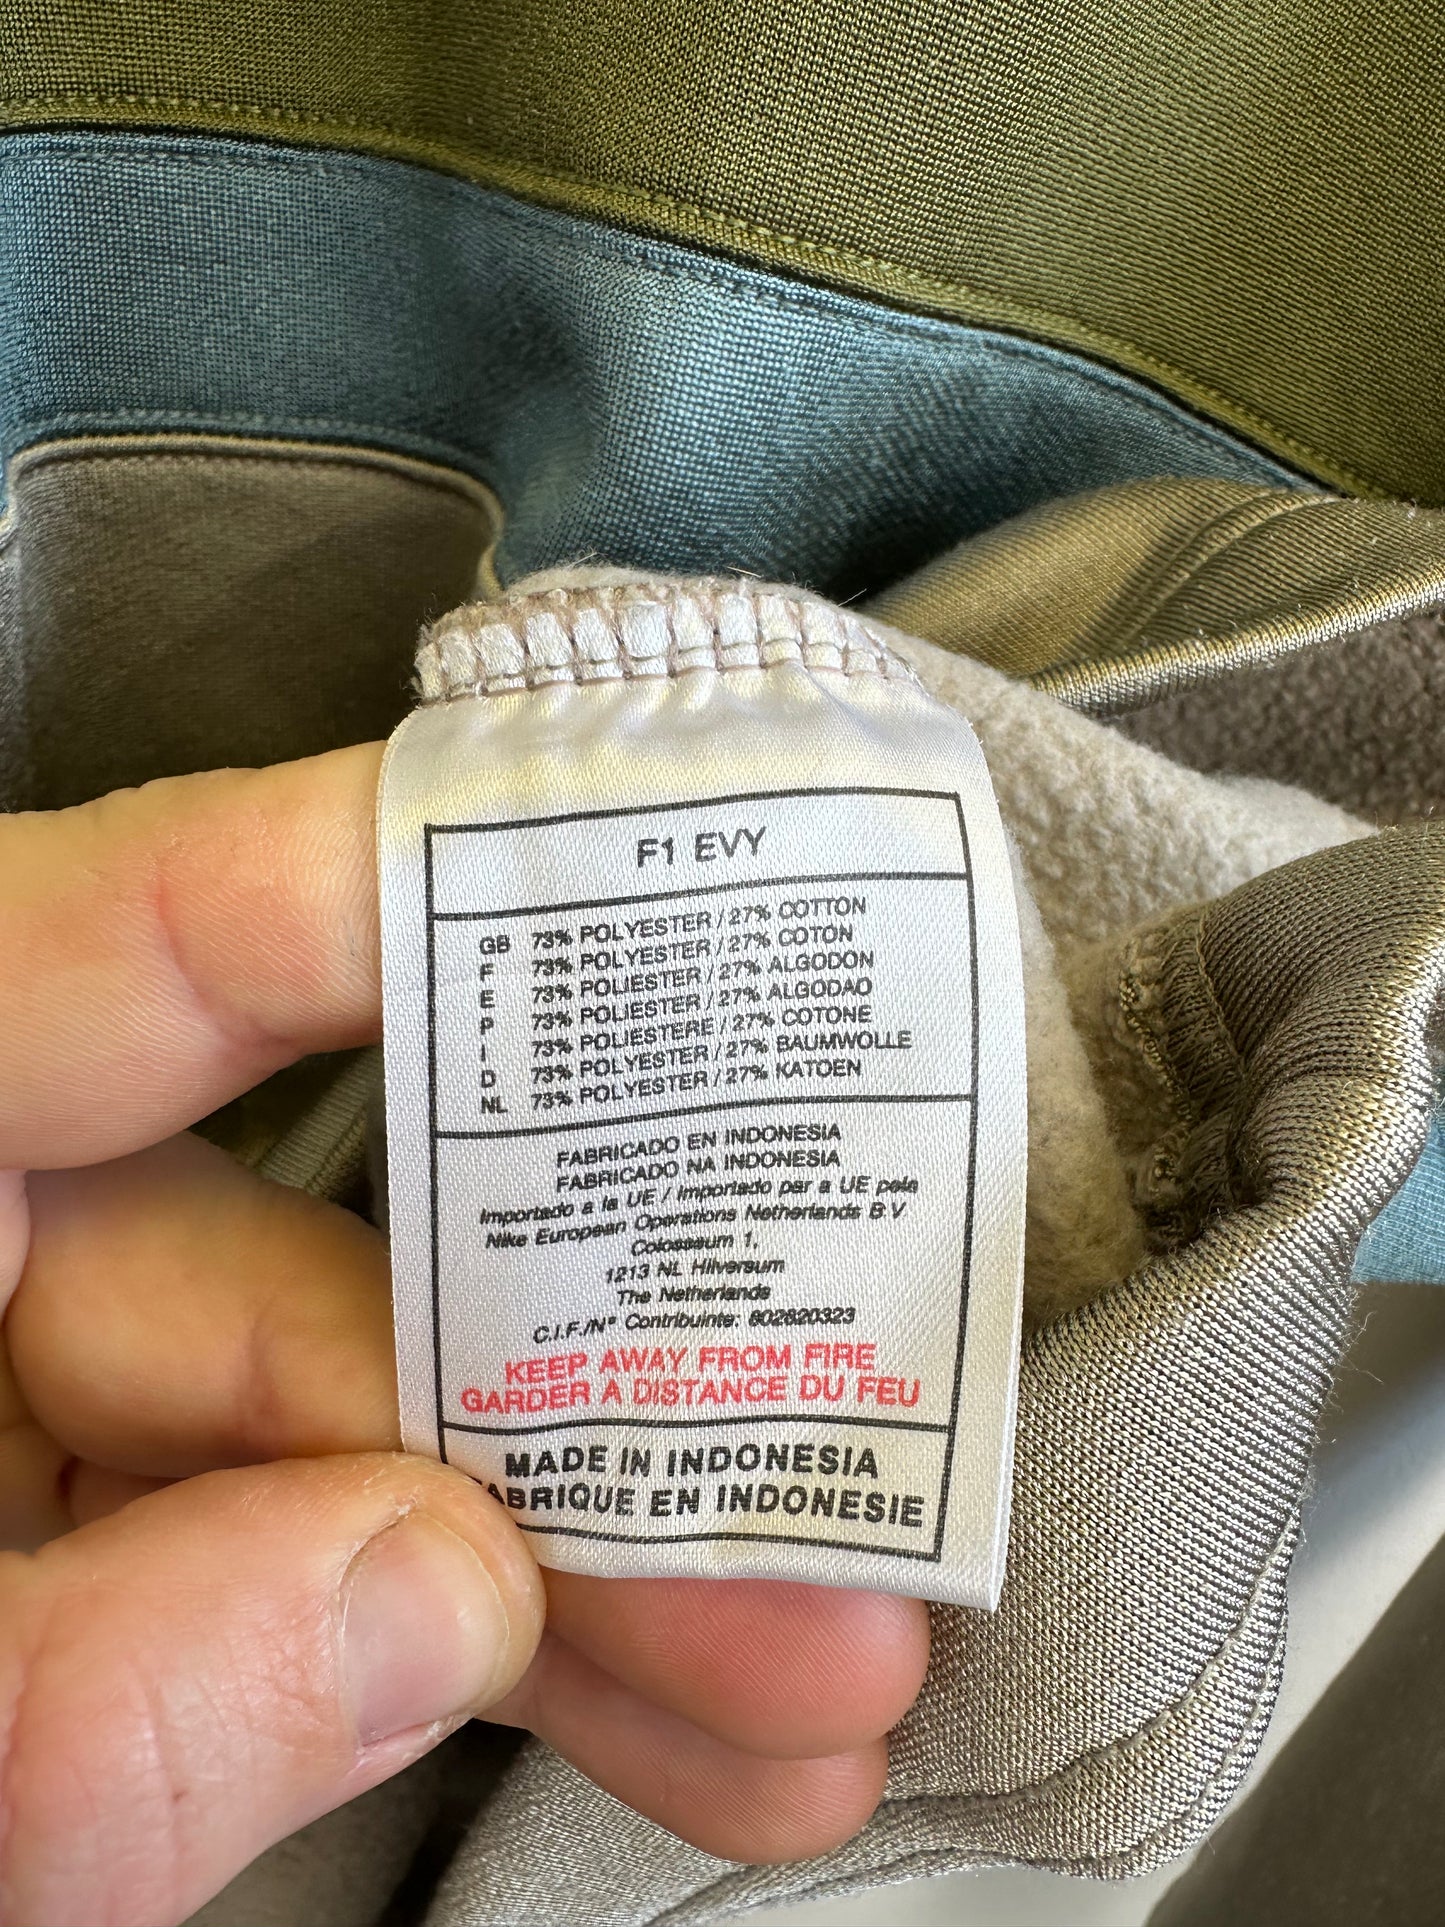 F1 EVY
GB 73% POLYESTER / 27% COTTON
F 73% POLYESTER / 27% COTON
E 73% POLIESTER / 27% ALGODON
P 73% POLIESTER / 27% ALGODAO
I 73% POLIESTERE / 27% COTONE
D 73% POLYESTER / 27% BAUMWOLLE
NL 73% POLYESTER / 27% KATOEN
FABRICADO EN INDONESIA
FABRICADO NA INDONESIA
Importado a la UE / Importado par a UE pela
Nike European Operations Netherlands B V
Colosseum 1,
1213 NL Hilversum
The Netherlands
C.I.F./Nº Contribuinte: 802820323
KEEP AWAY FROM FIRE
GARDER A DISTANCE DU FEU
MADE IN INDONESIA
ABRIQUE EN INDONESIE